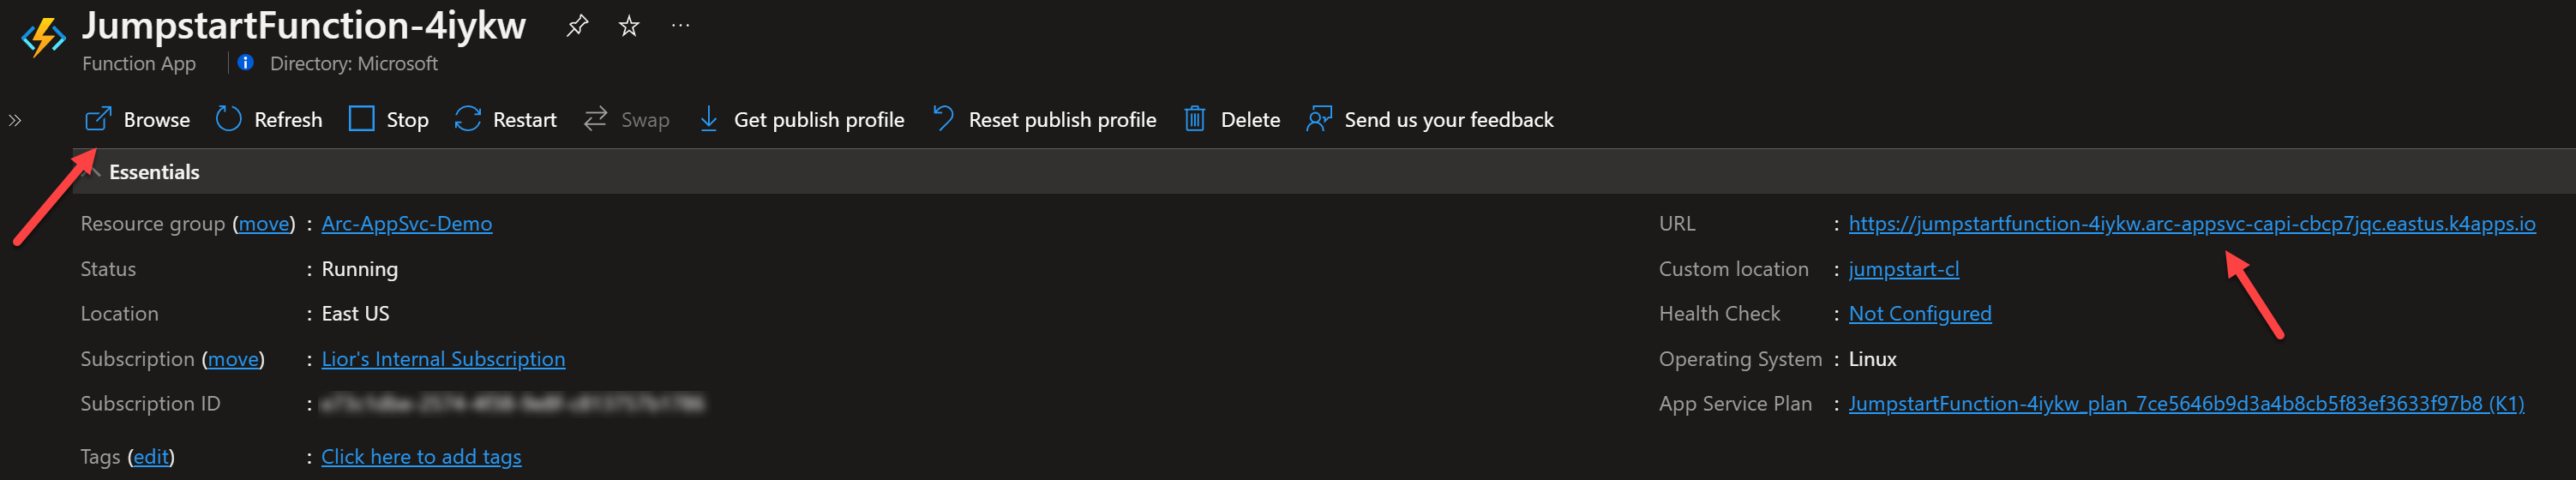 JumpstartFunction-4iykw
Function App Directory: Microsoft
Browse Refresh Stop Restart Swap Get publish profile Reset publish profile Delete Send us your feedback
Essentials
Resource group (move) : Arc-AppSvc-Demo
URL : https://jumpstartfunction-4iykw.arc-appsvc-capi-cbcp7jqc.eastus.k4apps.io
Status : Running
Custom location : jumpstart-cl
Location : East US
Health Check : Not Configured
Subscription (move) : Lior's Internal Subscription
Operating System : Linux
Subscription ID :
App Service Plan : JumpstartFunction-4iykw_plan_7ce5646b9d3a4b8cb5f83ef3633f97b8 (K1)
Tags (edit) : Click here to add tags